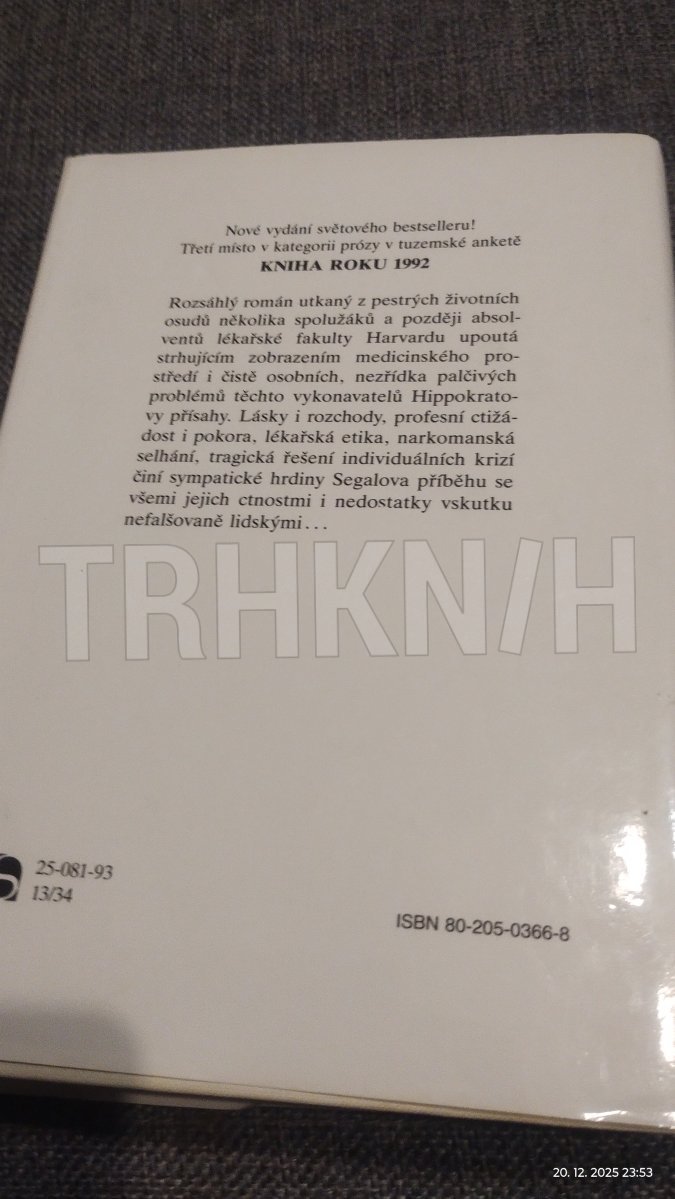 Nové vydání světového bestselleru!
Třetí místo v kategorii prózy v tuzemské anketě
KNIHA ROKU 1992
Rozsáhlý román utkaný z pestrých životních
osudů několika spolužáků a později absol-
ventů lékařské fakulty Harvardu upoutá
strhujícím zobrazením medicinského pro-
středí i čistě osobních, nezřídka palčivých
problémů těchto vykonavatelů Hippokrato-
vy přísahy. Lásky i rozchody, profesní ctižá-
dost i pokora, lékařská etika, narkomanská
selhání, tragická řešení individuálních krizí
činí sympatické hrdiny Segalova příběhu se
všemi jejich ctnostmi i nedostatky vskutku
nefalšovaně lidskými...
TRHKN/H
25-081-93
13/34
ISBN 80-205-0366-8
20. 12. 2025 23:53